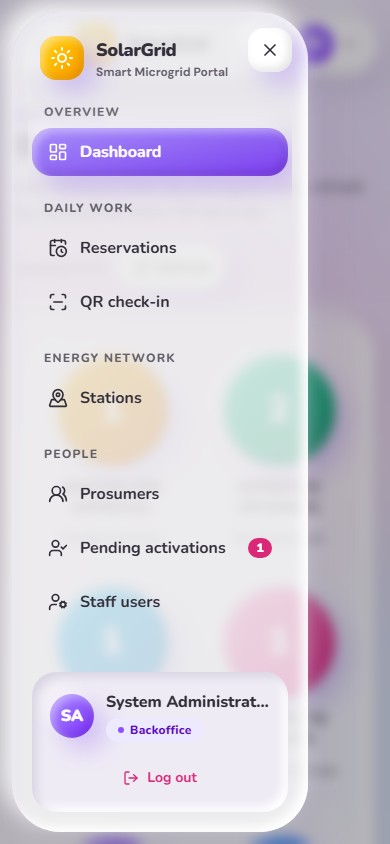 SolarGrid
Smart Microgrid Portal
OVERVIEW
Dashboard
DAILY WORK
Reservations
QR check-in
ENERGY NETWORK
Stations
PEOPLE
Prosumers
Pending activations 1
Staff users
SA
System Administrat...
Backoffice
Log out